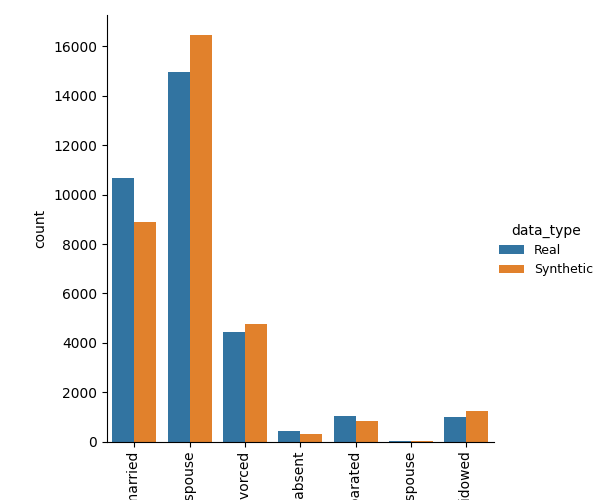 16000
14000
12000
10000
8000
6000
4000
2000
0
count
data_type
Real
Synthetic
married
spouse
vorced
absent
parated
spouse
idowed